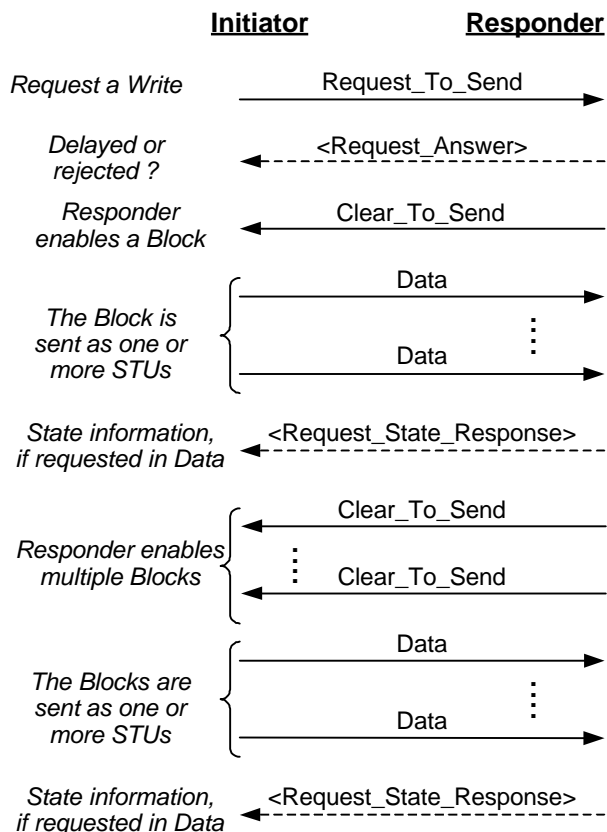 Initiator Responder
Request a Write Request_To_Send
Delayed or
rejected ? <Request_Answer>
Responder
enables a Block Clear_To_Send
Data
The Block is
sent as one or
more STUs
Data
State information,
if requested in Data <Request_State_Response>
Clear_To_Send
Responder enables
multiple Blocks Clear_To_Send
Data
The Blocks are
sent as one or
more STUs
Data
State information,
if requested in Data <Request_State_Response>